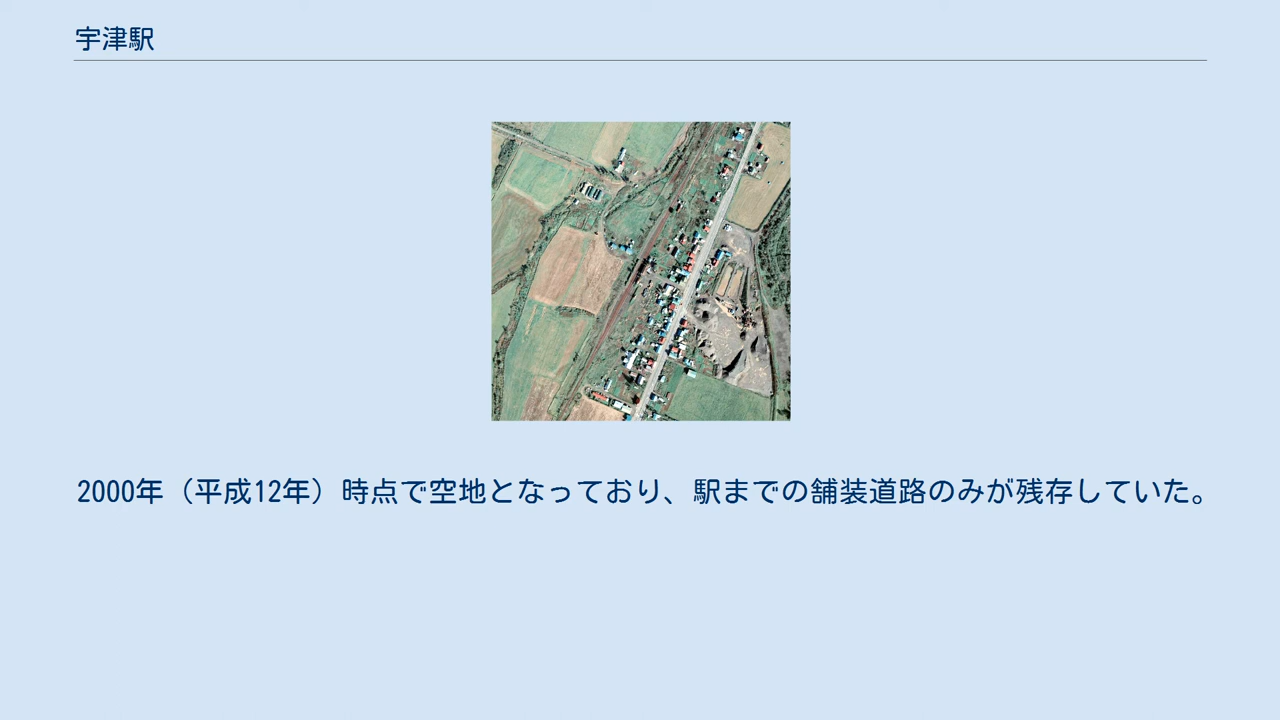 宇津駅
2000年（平成12年）時点で空地となっており、駅までの舗装道路のみが残存していた。